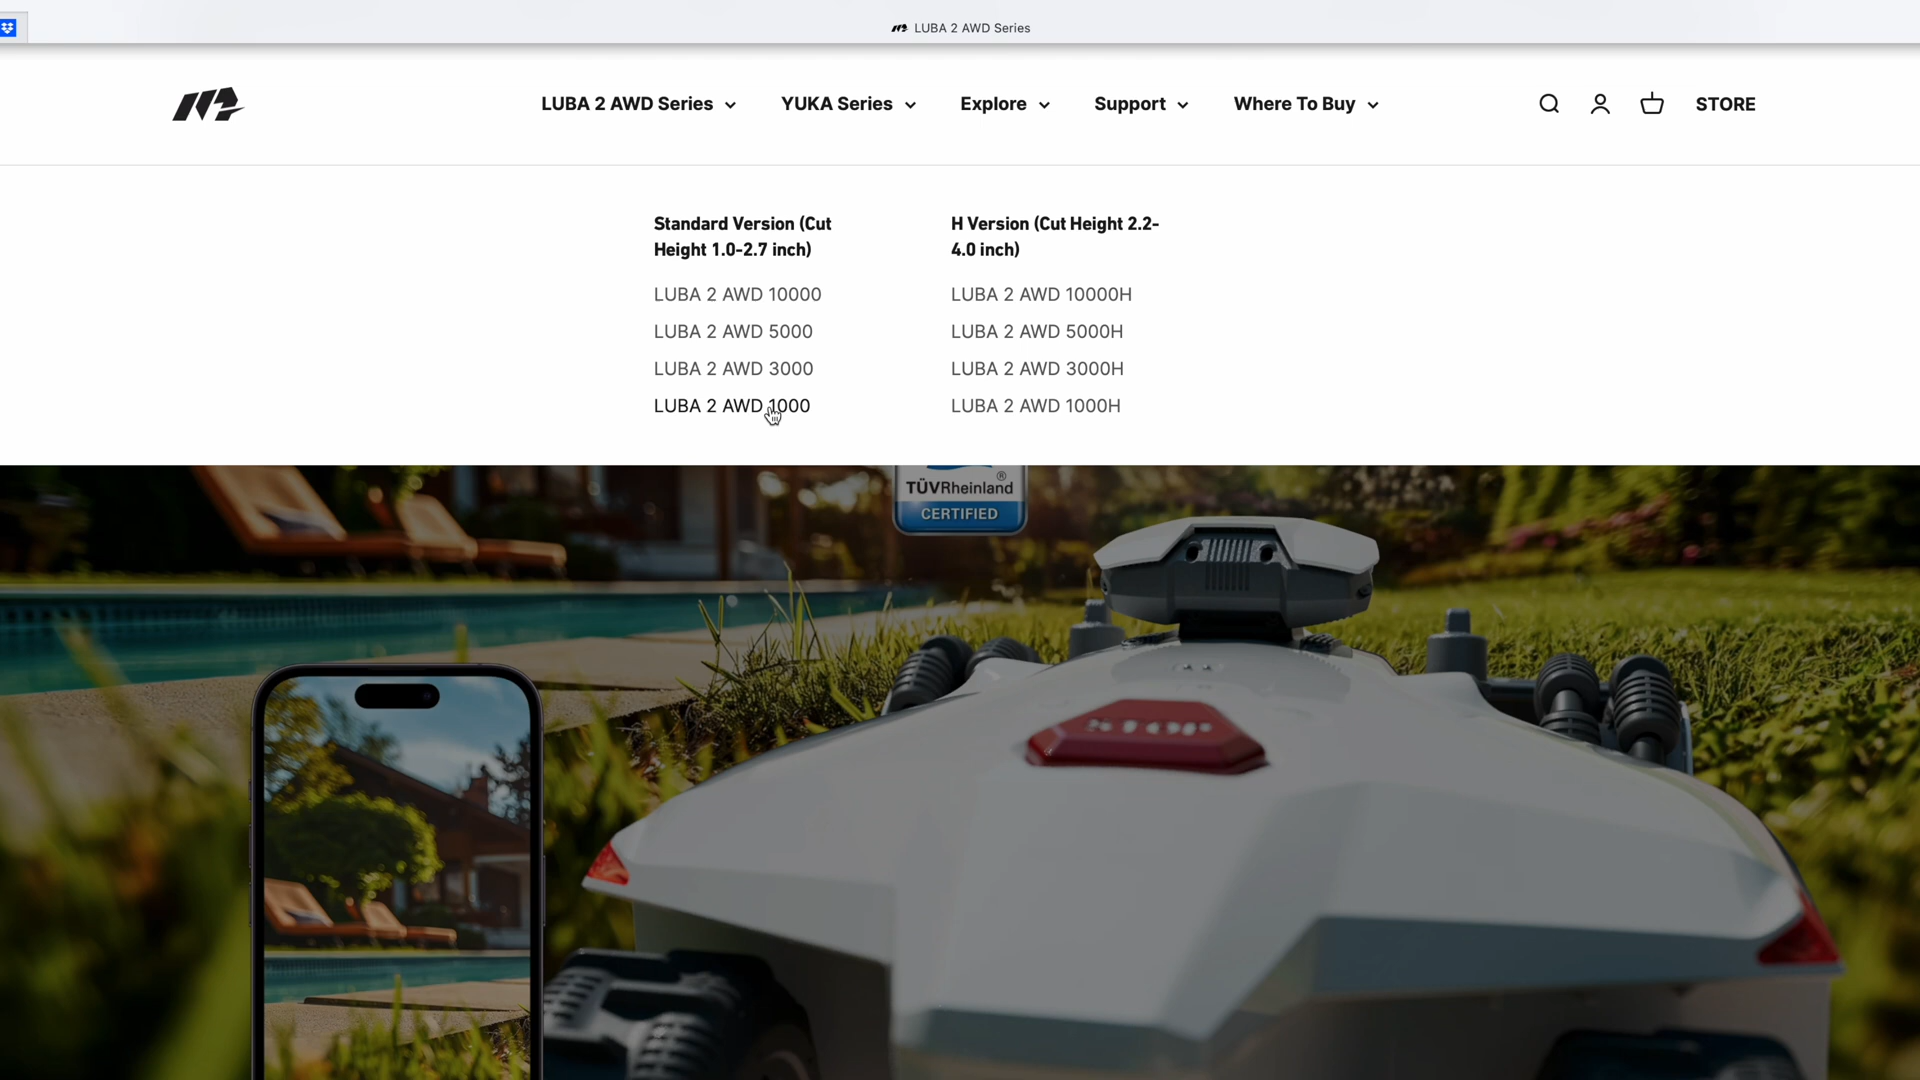 LUBA 2 AWD Series
LUBA 2 AWD Series YUKA Series Explore Support Where To Buy STORE
Standard Version (Cut
Height 1.0-2.7 inch)
LUBA 2 AWD 10000
LUBA 2 AWD 5000
LUBA 2 AWD 3000
LUBA 2 AWD 1000
H Version (Cut Height 2.2-
4.0 inch)
LUBA 2 AWD 10000H
LUBA 2 AWD 5000H
LUBA 2 AWD 3000H
LUBA 2 AWD 1000H
TÜVRheinland®
CERTIFIED